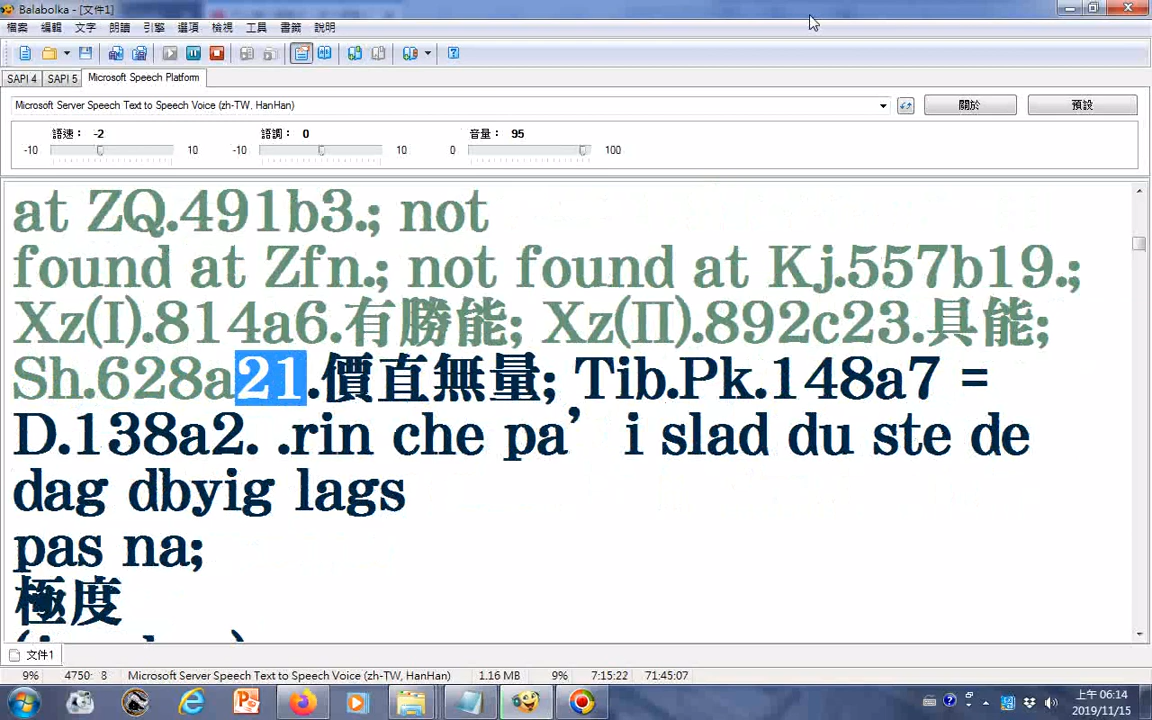 Balabolka - [文件1]
檔案 編輯 文字 朗讀 引擎 選項 檢視 工具 書籤 說明
SAPI 4 SAPI 5 Microsoft Speech Platform
Microsoft Server Speech Text to Speech Voice (zh-TW, HanHan) 關於 預設
語速： -2 語調： 0 音量： 95
-10 10 -10 10 0 100
at ZQ.491b3.; not
found at Zfn.; not found at Kj.557b19.;
Xz(I).814a6.有勝能; Xz(II).892c23.具能;
Sh.628a21.價直無量; Tib.Pk.148a7 =
D.138a2. .rin che pa’i slad du ste de
dag dbyig lags
pas na;
極度
文件1
9% 4750: 8 Microsoft Server Speech Text to Speech Voice (zh-TW, HanHan) 1.16 MB 9% 7:15:22 71:45:07
上午 06:14
2019/11/15